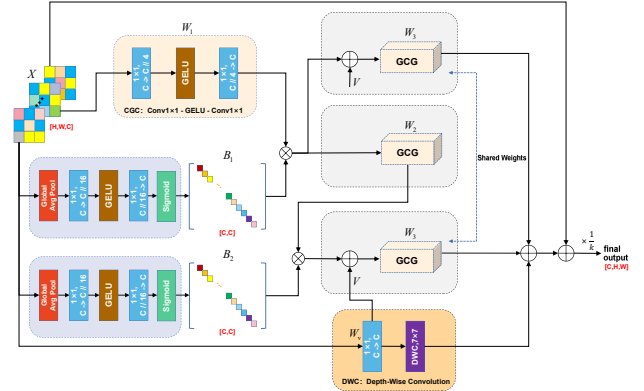 W₁
1×1,
C -> C // 4
GELU
1×1,
C // 4 -> C
CGC: Conv1×1 - GELU - Conv1×1
X
[H,W,C]
W₃
GCG
V
W₂
GCG
Shared Weights
B₁
Global
Avg Pool
1×1,
C -> C // 16
GELU
1×1,
C // 16 -> C
Sigmoid
[C,C]
W₃
GCG
V
× 1/k
final
output
[C,H,W]
B₂
Global
Avg Pool
1×1,
C -> C // 16
GELU
1×1,
C // 16 -> C
Sigmoid
[C,C]
Wᵥ
1×1,
C -> C
DWC,7×7
DWC: Depth-Wise Convolution